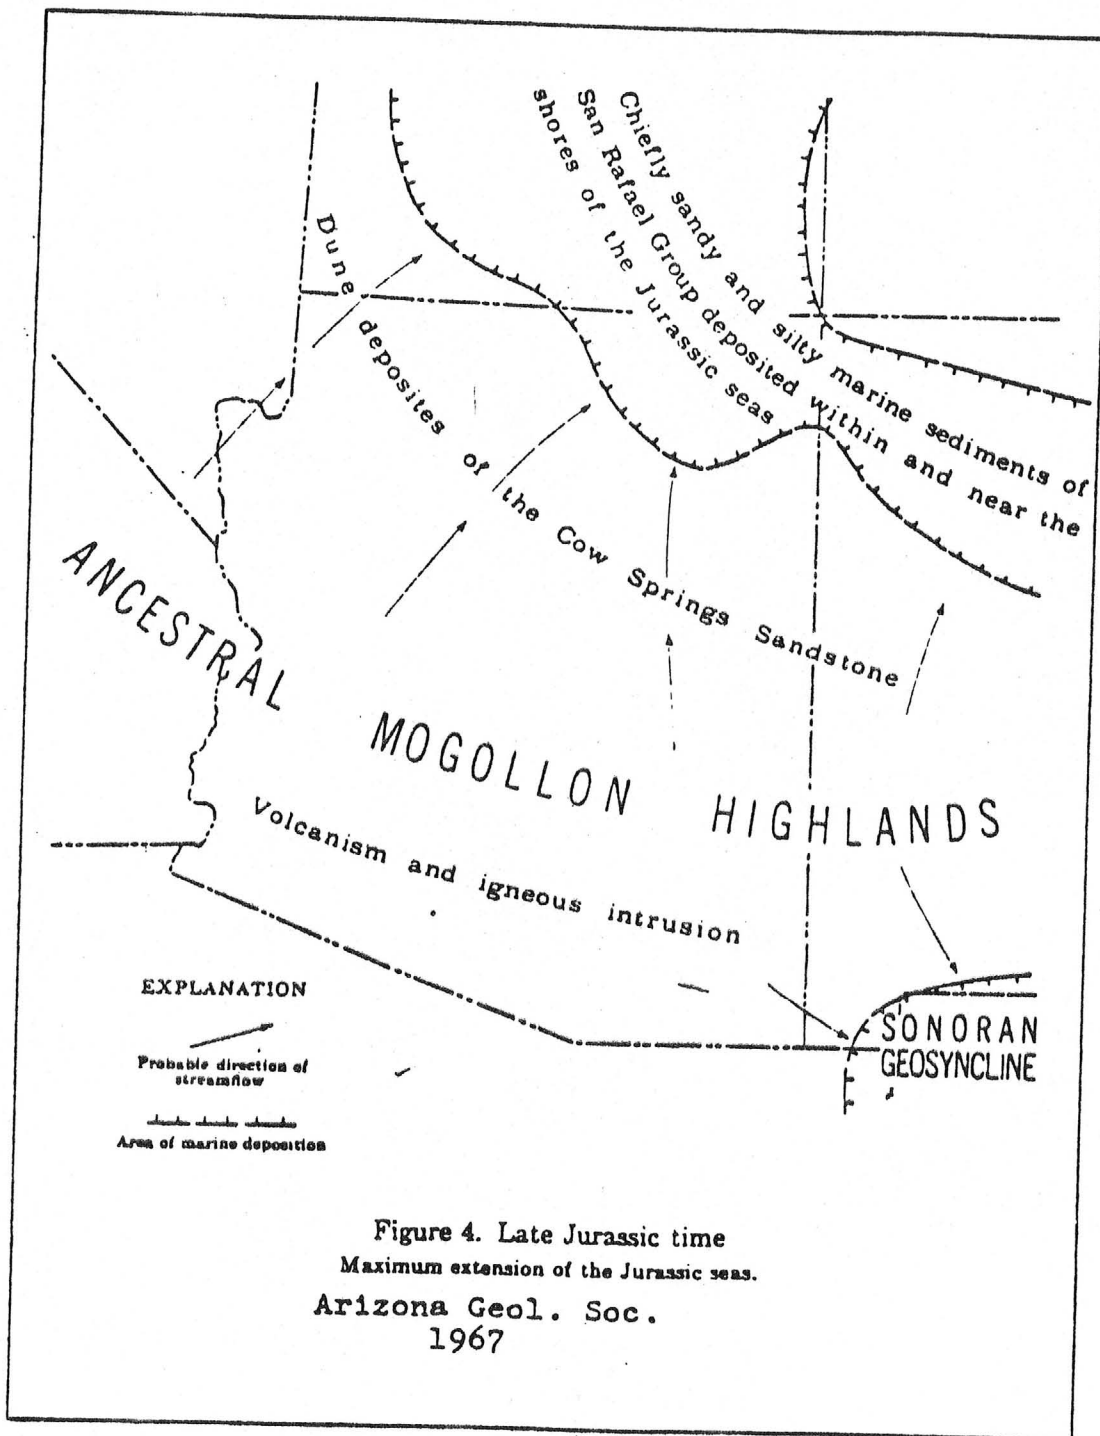 Chiefly sandy and silty marine sediments of
San Rafael Group deposited within and near the
shores of the Jurassic seas
Dune deposites of the Cow Springs Sandstone
ANCESTRAL MOGOLLON HIGHLANDS
Volcanism and igneous intrusion
SONORAN
GEOSYNCLINE
EXPLANATION
Probable direction of
streamflow
Area of marine deposition
Figure 4. Late Jurassic time
Maximum extension of the Jurassic seas.
Arizona Geol. Soc.
1967